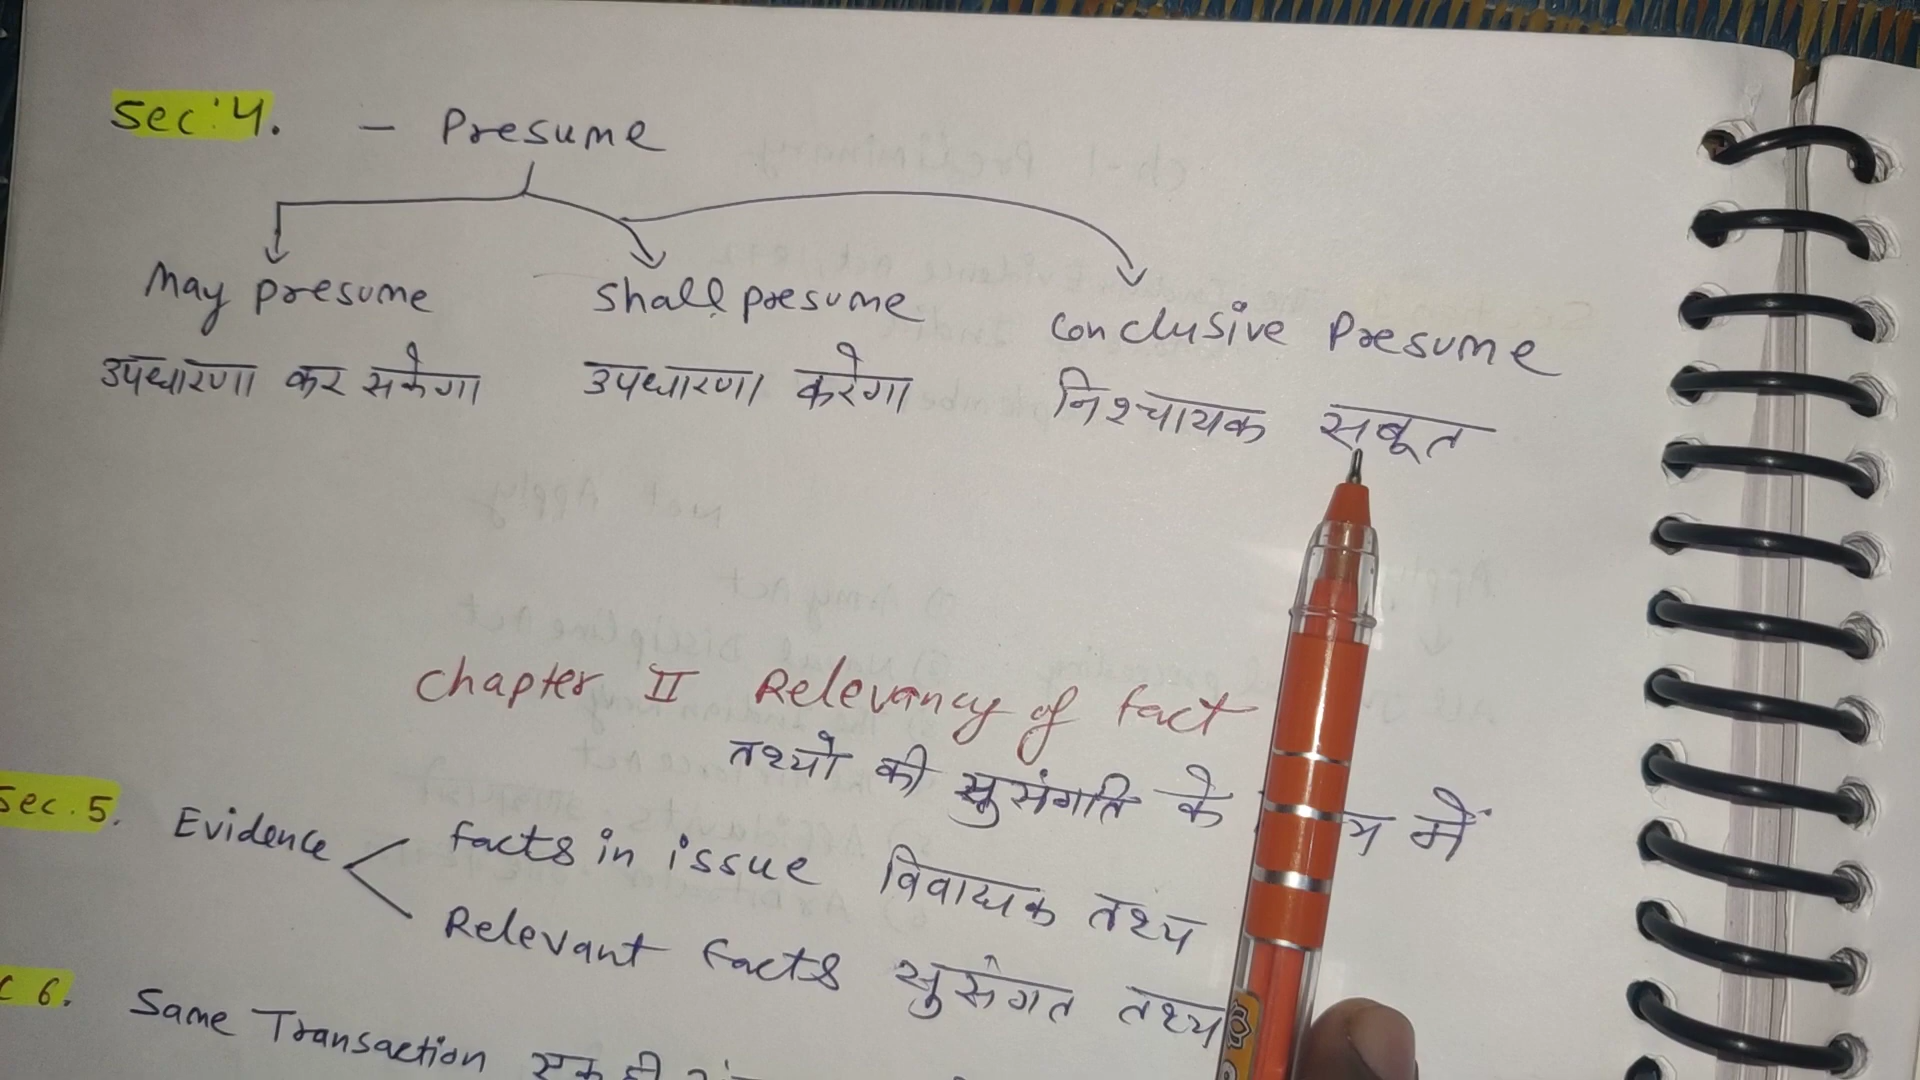 Sec: 4. - Presume
May presume Shall presume Conclusive Presume
उपधारणा कर सकेगा उपधारणा करेगा निश्चायक सबूत
Chapter II Relevancy of fact
तथ्यो की सुसंगति के में
Sec. 5. Evidence facts in issue विवाद्यक तथ्य
Relevant facts सुसंगत तथ्य
6. Same Transaction एक ही